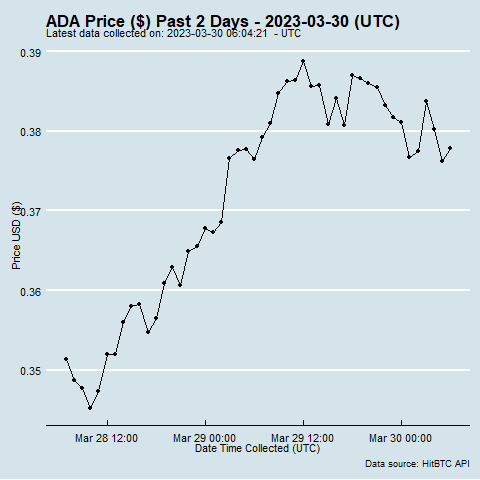 ADA Price ($) Past 2 Days - 2023-03-30 (UTC)
Latest data collected on: 2023-03-30 06:04:21 - UTC
0.39
0.38
0.37
0.36
0.35
Price USD ($)
Mar 28 12:00 Mar 29 00:00 Mar 29 12:00 Mar 30 00:00
Date Time Collected (UTC)
Data source: HitBTC API